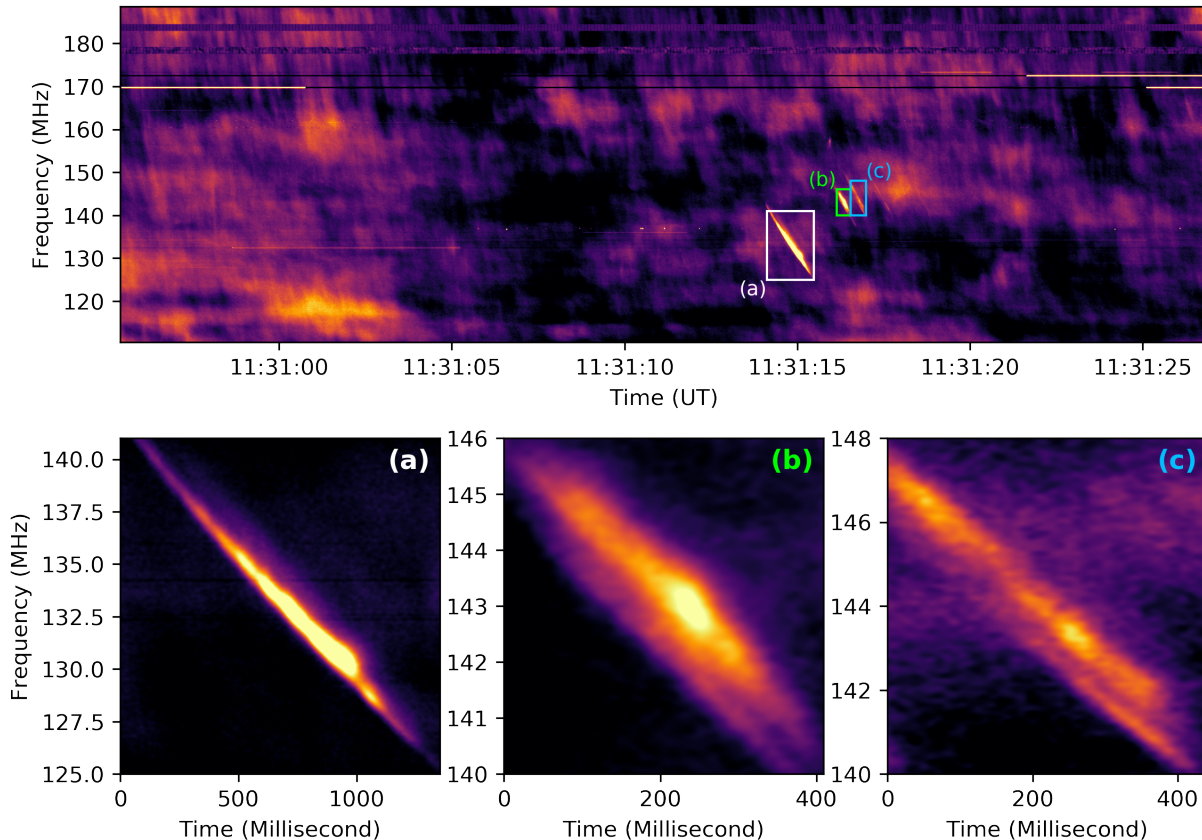 180
170
160
150
140
130
120
Frequency (MHz)
(a)
(b)
(c)
11:31:00 11:31:05 11:31:10 11:31:15 11:31:20 11:31:25
Time (UT)
140.0
137.5
135.0
132.5
130.0
127.5
125.0
Frequency (MHz)
(a)
0 500 1000
Time (Millisecond)
146
145
144
143
142
141
140
(b)
0 200 400
Time (Millisecond)
148
146
144
142
140
(c)
0 200 400
Time (Millisecond)